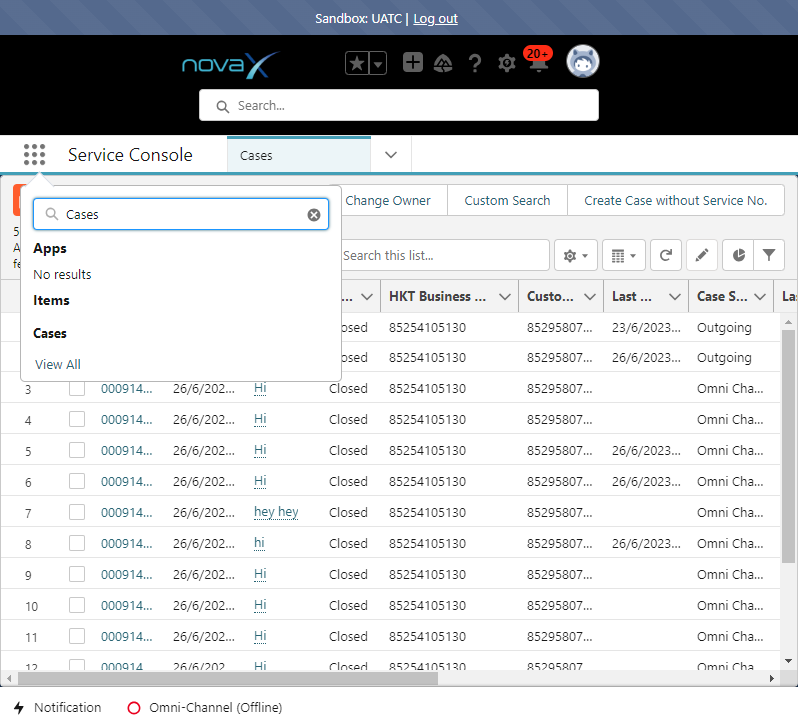 Sandbox: UATC | Log out
novaX
20+
Search...
Service Console
Cases
Change Owner
Custom Search
Create Case without Service No.
Cases
Apps
No results
Items
Cases
View All
Search this list...
HKT Business ... Custo... Last ... Case S...
85254105130 85295807... 23/6/2023... Outgoing
85254105130 85295807... 26/6/2023... Outgoing
3 000914... 26/6/202... Hi Closed 85254105130 85295807... Omni Cha...
4 000914... 26/6/202... Hi Closed 85254105130 85295807... Omni Cha...
5 000914... 26/6/202... Hi Closed 85254105130 85295807... 26/6/2023... Omni Cha...
6 000914... 26/6/202... Hi Closed 85254105130 85295807... 26/6/2023... Omni Cha...
7 000914... 26/6/202... hey hey Closed 85254105130 85295807... Omni Cha...
8 000914... 26/6/202... hi Closed 85254105130 85295807... 26/6/2023... Omni Cha...
9 000914... 26/6/202... Hi Closed 85254105130 85295807... Omni Cha...
10 000914... 26/6/202... Hi Closed 85254105130 85295807... Omni Cha...
11 000914... 26/6/202... Hi Closed 85254105130 85295807... Omni Cha...
12 000914... 26/6/202... Hi Closed 85254105130 85295807... Omni Cha...
Notification
Omni-Channel (Offline)